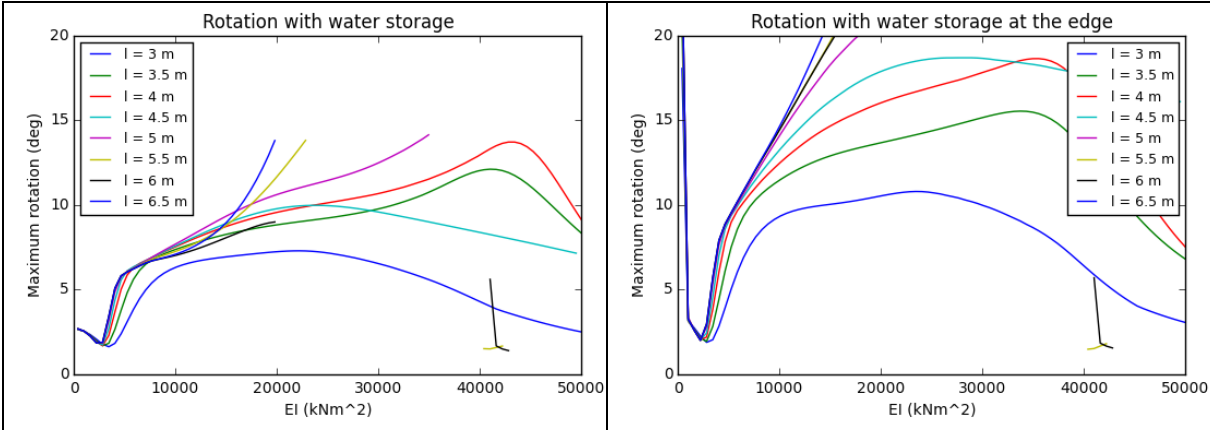 Rotation with water storage
Maximum rotation (deg)
20
15
10
5
0
l = 3 m
l = 3.5 m
l = 4 m
l = 4.5 m
l = 5 m
l = 5.5 m
l = 6 m
l = 6.5 m
0 10000 20000 30000 40000 50000
EI (kNm^2)
Rotation with water storage at the edge
Maximum rotation (deg)
20
15
10
5
0
l = 3 m
l = 3.5 m
l = 4 m
l = 4.5 m
l = 5 m
l = 5.5 m
l = 6 m
l = 6.5 m
0 10000 20000 30000 40000 50000
EI (kNm^2)